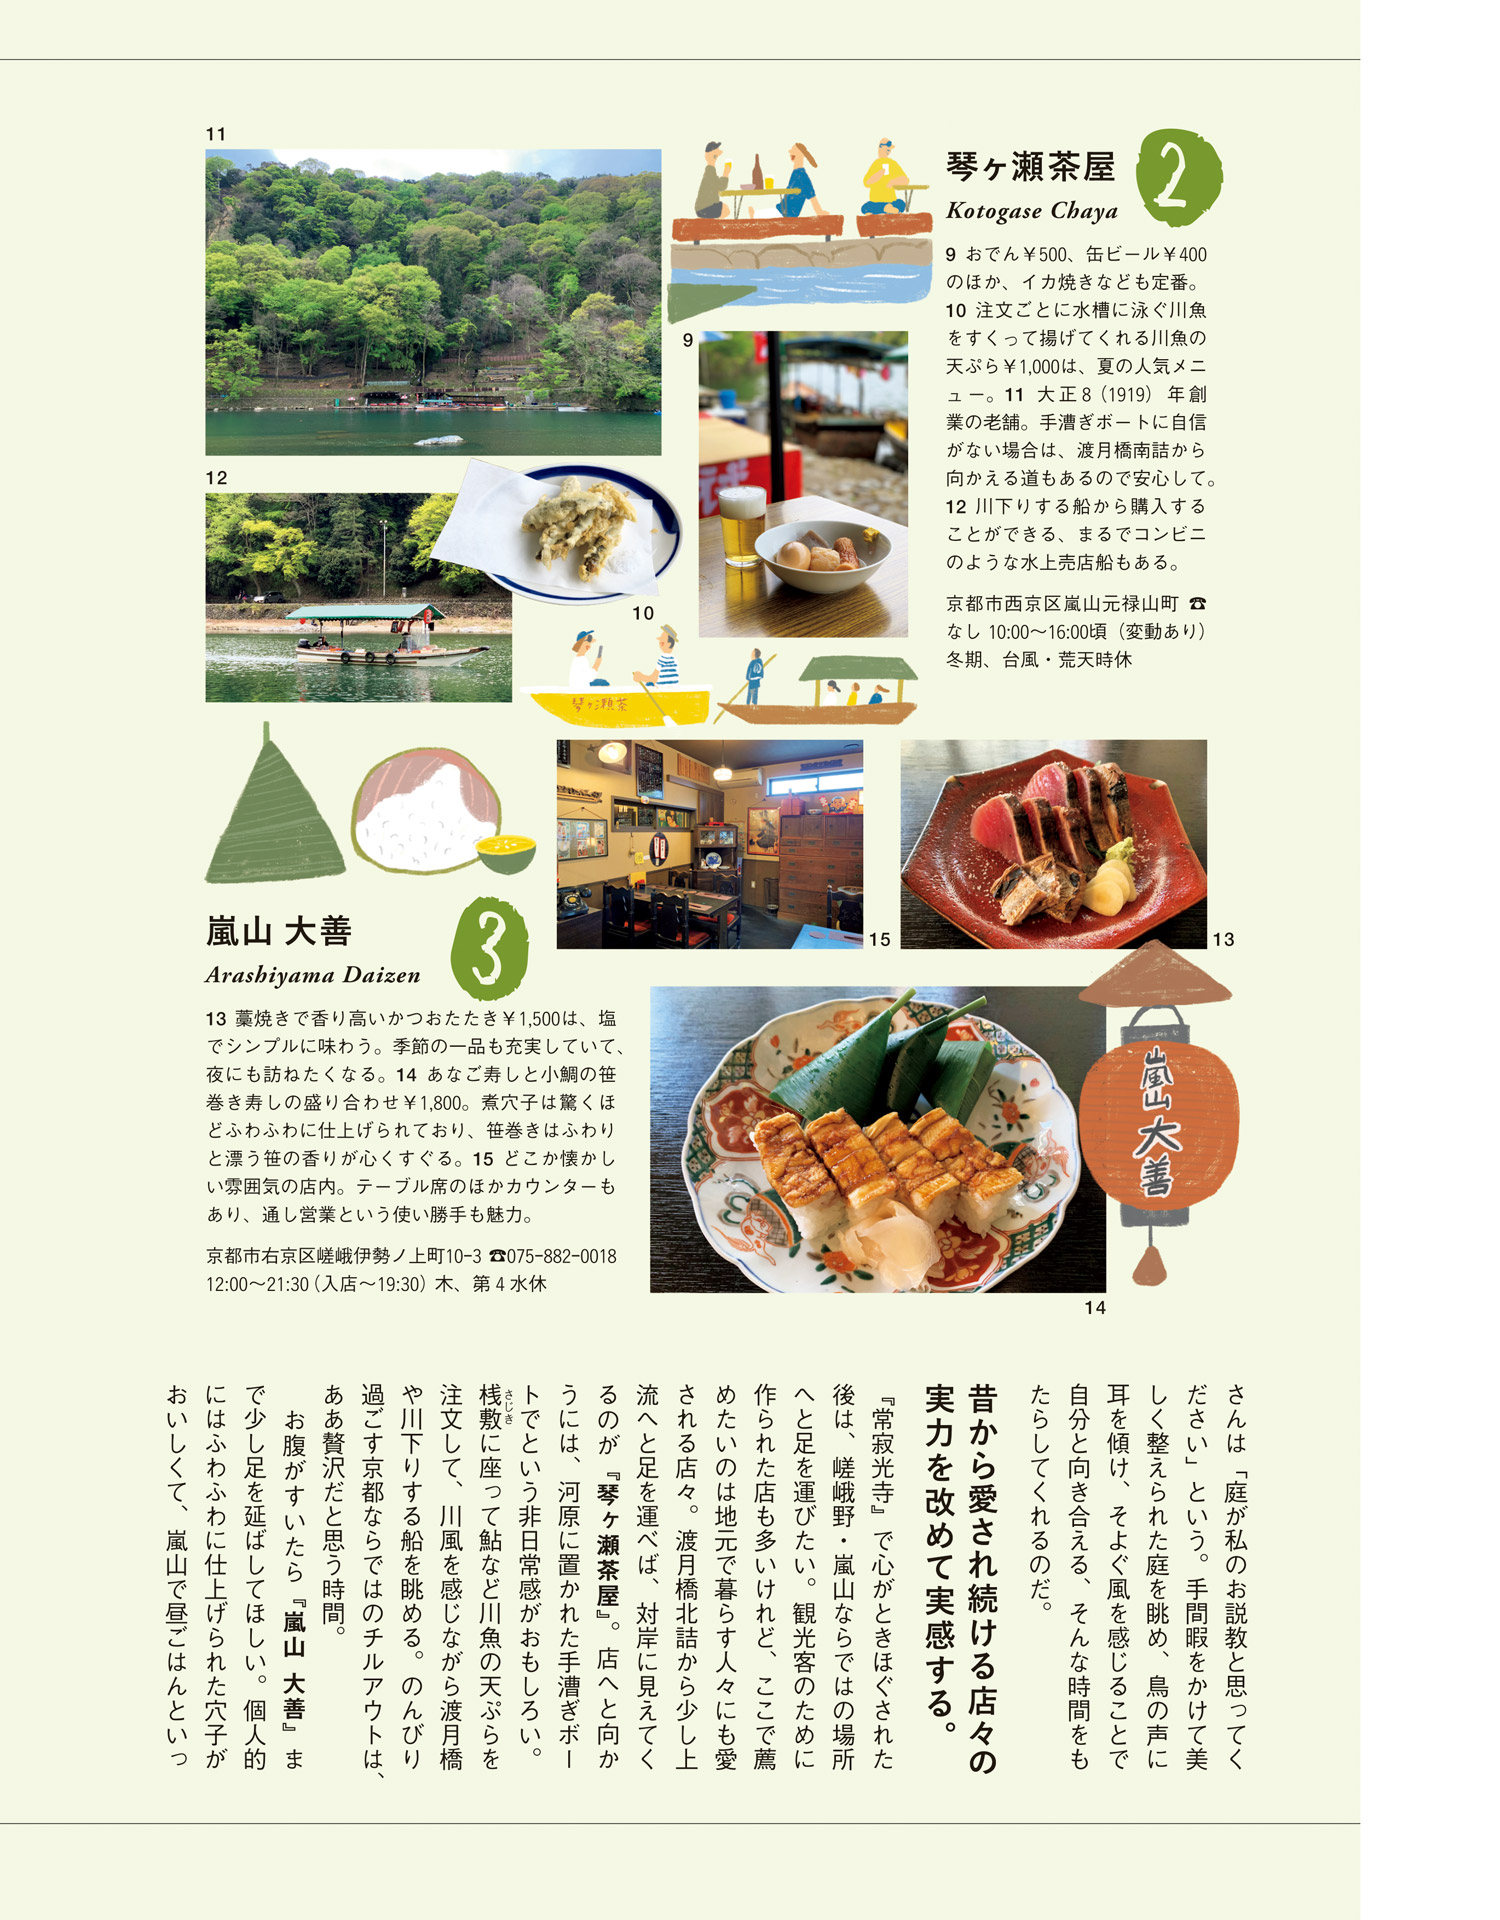 11
琴ヶ瀬茶屋
2
Kotogase Chaya
9 おでん￥500、缶ビール￥400
のほか、イカ焼きなども定番。
10 注文ごとに水槽に泳ぐ川魚
をすくって揚げてくれる川魚の
天ぷら￥1,000は、夏の人気メニ
ュー。11 大正8（1919）年創
業の老舗。手漕ぎボートに自信
がない場合は、渡月橋南詰から
向かえる道もあるので安心して。
12 川下りする船から購入する
ことができる、まるでコンビニ
のような水上売店船もある。
京都市西京区嵐山元禄山町 ☎
なし 10:00〜16:00頃（変動あり）
冬期、台風・荒天時休
9
12
10
琴ヶ瀬茶
15
13
嵐山 大善
3
Arashiyama Daizen
13 藁焼きで香り高いかつおたたき￥1,500は、塩
でシンプルに味わう。季節の一品も充実していて、
夜にも訪ねたくなる。14 あなご寿しと小鯛の笹
巻き寿しの盛り合わせ￥1,800。煮穴子は驚くほ
どふわふわに仕上げられており、笹巻きはふわり
と漂う笹の香りが心くすぐる。15 どこか懐かし
い雰囲気の店内。テーブル席のほかカウンターも
あり、通し営業という使い勝手も魅力。
京都市右京区嵯峨伊勢ノ上町10-3 ☎075-882-0018
12:00〜21:30（入店〜19:30）木、第4水休
嵐山大善
14
さんは「庭が私のお説教と思ってく
ださい」という。手間暇をかけて美
しく整えられた庭を眺め、鳥の声に
耳を傾け、そよぐ風を感じることで
自分と向き合える、そんな時間をも
たらしてくれるのだ。
昔から愛され続ける店々の
実力を改めて実感する。
『常寂光寺』で心がときほぐされた
後は、嵯峨野・嵐山ならではの場所
へと足を運びたい。観光客のために
作られた店も多いけれど、ここで薦
めたいのは地元で暮らす人々にも愛
される店々。渡月橋北詰から少し上
流へと足を運べば、対岸に見えてく
るのが『琴ヶ瀬茶屋』。店へと向か
うには、河原に置かれた手漕ぎボー
トでという非日常感がおもしろい。
桟敷に座って鮎など川魚の天ぷらを
さじき
注文して、川風を感じながら渡月橋
や川下りする船を眺める。のんびり
過ごす京都ならではのチルアウトは、
ああ贅沢だと思う時間。
お腹がすいたら『嵐山 大善』ま
で少し足を延ばしてほしい。個人的
にはふわふわに仕上げられた穴子が
おいしくて、嵐山で昼ごはんといっ